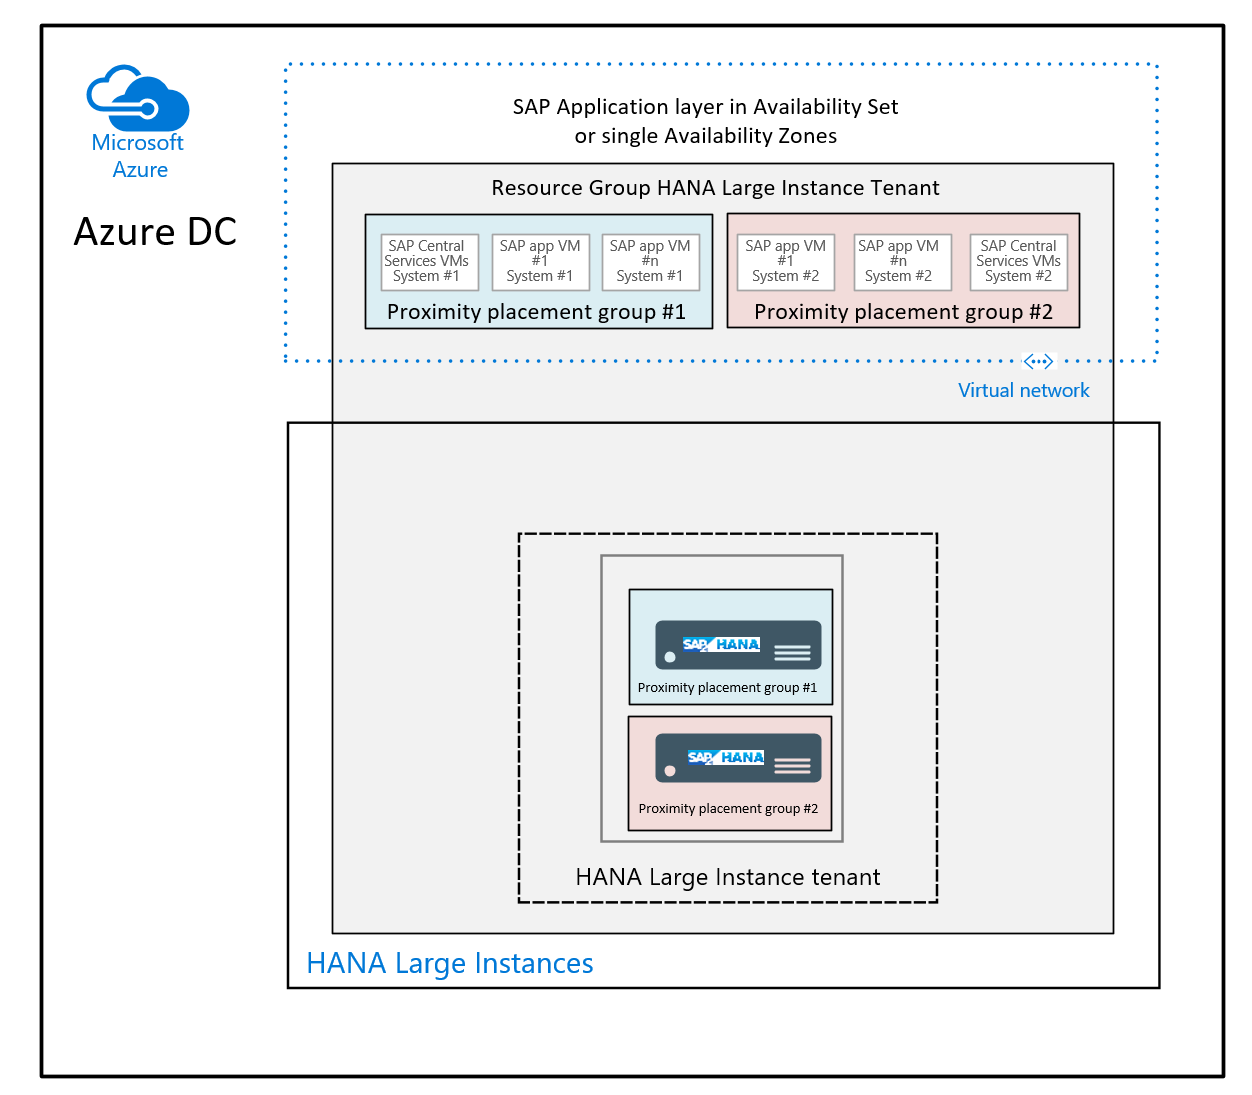 Microsoft
Azure
Azure DC
SAP Application layer in Availability Set
or single Availability Zones
Resource Group HANA Large Instance Tenant
SAP Central
Services VMs
System #1
SAP app VM
#1
System #1
SAP app VM
#n
System #1
Proximity placement group #1
SAP app VM
#1
System #2
SAP app VM
#n
System #2
SAP Central
Services VMs
System #2
Proximity placement group #2
Virtual network
SAP HANA
Proximity placement group #1
SAP HANA
Proximity placement group #2
HANA Large Instance tenant
HANA Large Instances